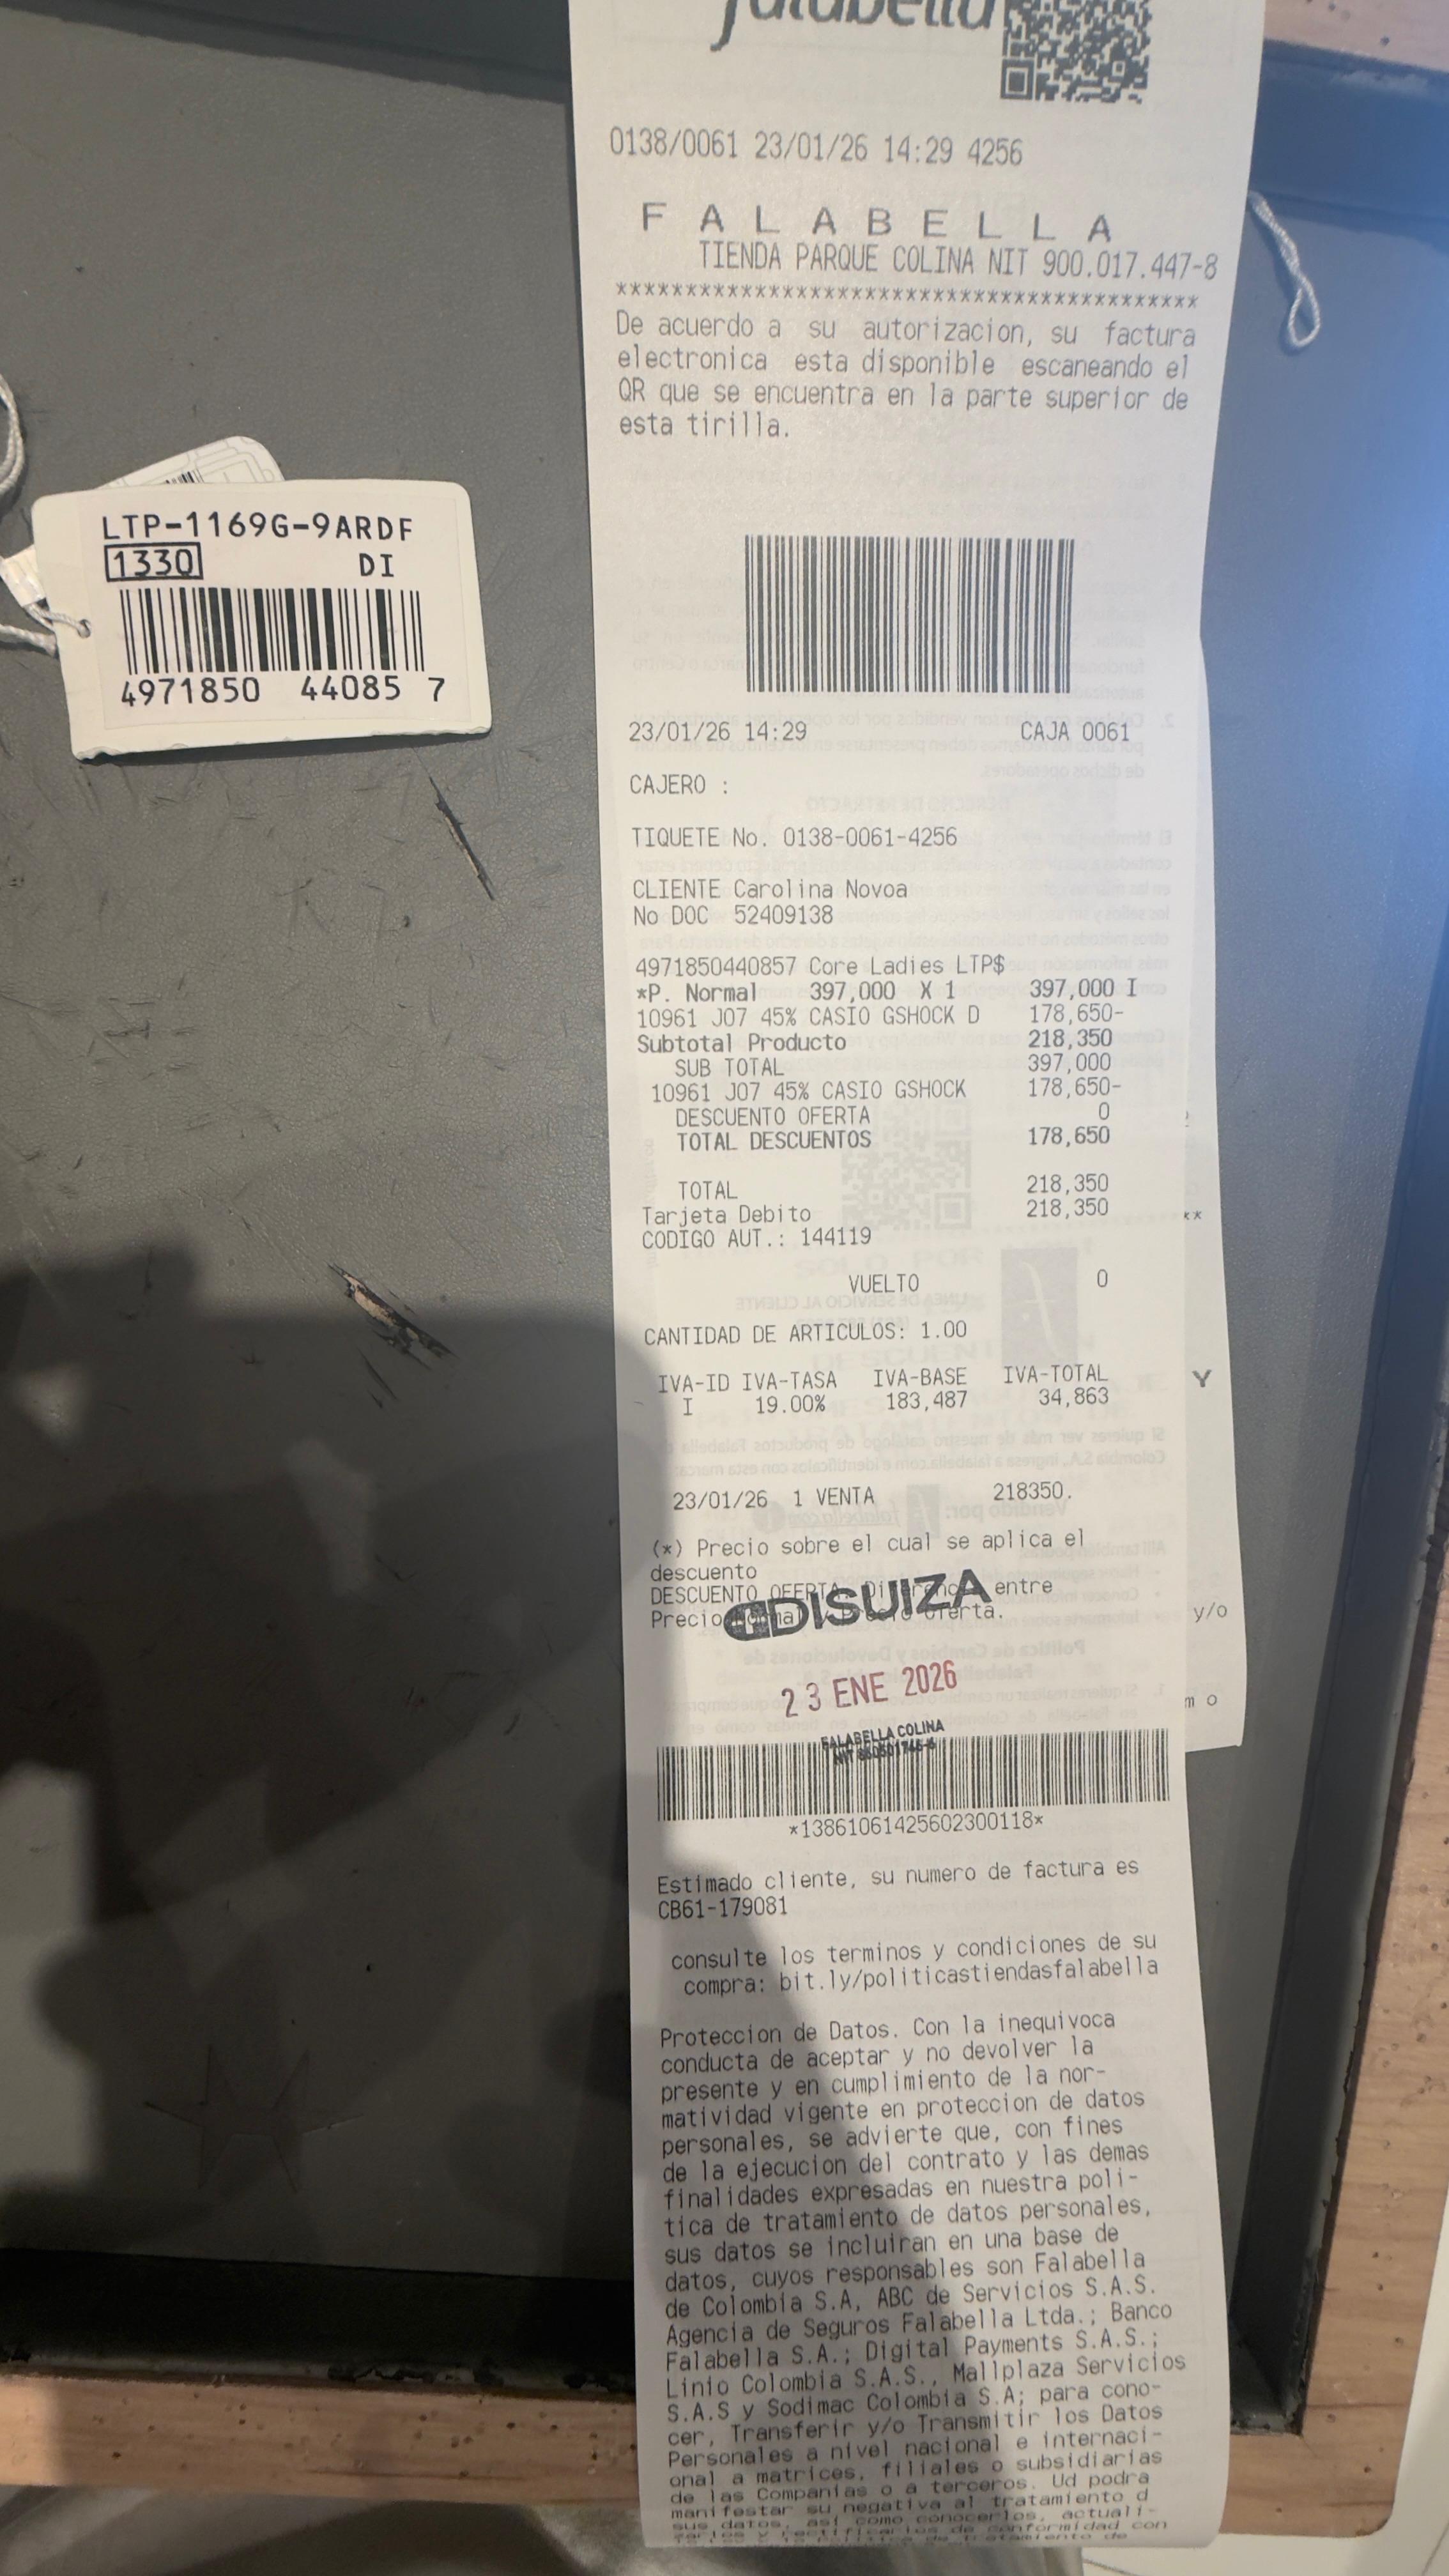 falabella
0138/0061 23/01/26 14:29 4256
F A L A B E L L A
TIENDA PARQUE COLINA NIT 900.017.447-8
******************************************
De acuerdo a su autorizacion, su factura
electronica esta disponible escaneando el
QR que se encuentra en la parte superior de
esta tirilla.
LTP-1169G-9ARDF
1330 DI
4971850 44085 7
23/01/26 14:29 CAJA 0061
CAJERO :
TIQUETE No. 0138-0061-4256
CLIENTE Carolina Novoa
No DOC 52409138
4971850440857 Core Ladies LTP$
*P. Normal 397,000 X 1 397,000 I
10961 J07 45% CASIO GSHOCK D 178,650-
Subtotal Producto 218,350
SUB TOTAL 397,000
10961 J07 45% CASIO GSHOCK 178,650-
DESCUENTO OFERTA 0
TOTAL DESCUENTOS 178,650
TOTAL 218,350
Tarjeta Debito 218,350
CODIGO AUT.: 144119
VUELTO 0
CANTIDAD DE ARTICULOS: 1.00
IVA-ID IVA-TASA IVA-BASE IVA-TOTAL
I 19.00% 183,487 34,863
23/01/26 1 VENTA 218350.
(*) Precio sobre el cual se aplica el
descuento
DESCUENTO OFERTA: Diferencia entre
Precio Normal y Precio Oferta.
DISUIZA
23 ENE 2026
FALABELLA COLINA
*13861061425602300118*
Estimado cliente, su numero de factura es
CB61-179081
consulte los terminos y condiciones de su
compra: bit.ly/politicastiendasfalabella
Proteccion de Datos. Con la inequivoca
conducta de aceptar y no devolver la
presente y en cumplimiento de la nor-
matividad vigente en proteccion de datos
personales, se advierte que, con fines
de la ejecucion del contrato y las demas
finalidades expresadas en nuestra poli-
tica de tratamiento de datos personales,
sus datos se incluiran en una base de
datos, cuyos responsables son Falabella
de Colombia S.A, ABC de Servicios S.A.S.
Agencia de Seguros Falabella Ltda.; Banco
Falabella S.A.; Digital Payments S.A.S.;
Linio Colombia S.A.S., Mallplaza Servicios
S.A.S y Sodimac Colombia S.A; para cono-
cer, Transferir y/o Transmitir los Datos
Personales a nivel nacional e internaci-
onal a matrices, filiales o subsidiarias
de las Companias o a terceros. Ud podra
manifestar su negativa al tratamiento d
sus datos, asi como conocerlos, actuali-
zarlos y rectificarlos de conformidad con
**
Y
y/o
m o